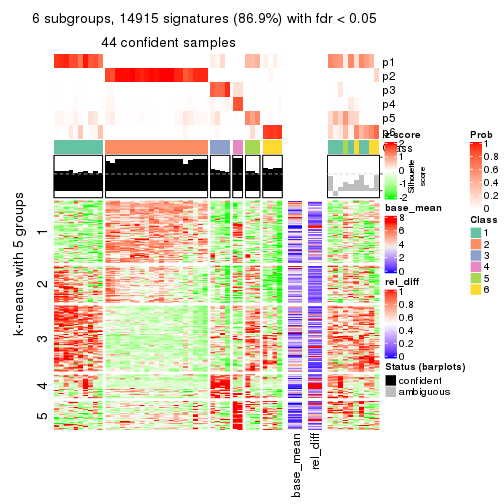 6 subgroups, 14915 signatures (86.9%) with fdr < 0.05
44 confident samples
p1
p2
p3
p4
p5
p6
Class
Silhouette
score
k-means with 5 groups
1
2
3
4
5
base_mean
rel_diff
z-score
2
1
0
-1
-2
base_mean
8
6
4
2
0
rel_diff
1
0.8
0.6
0.4
0.2
0
Status (barplots)
confident
ambiguous
Prob
1
0.8
0.6
0.4
0.2
0
Class
1
2
3
4
5
6